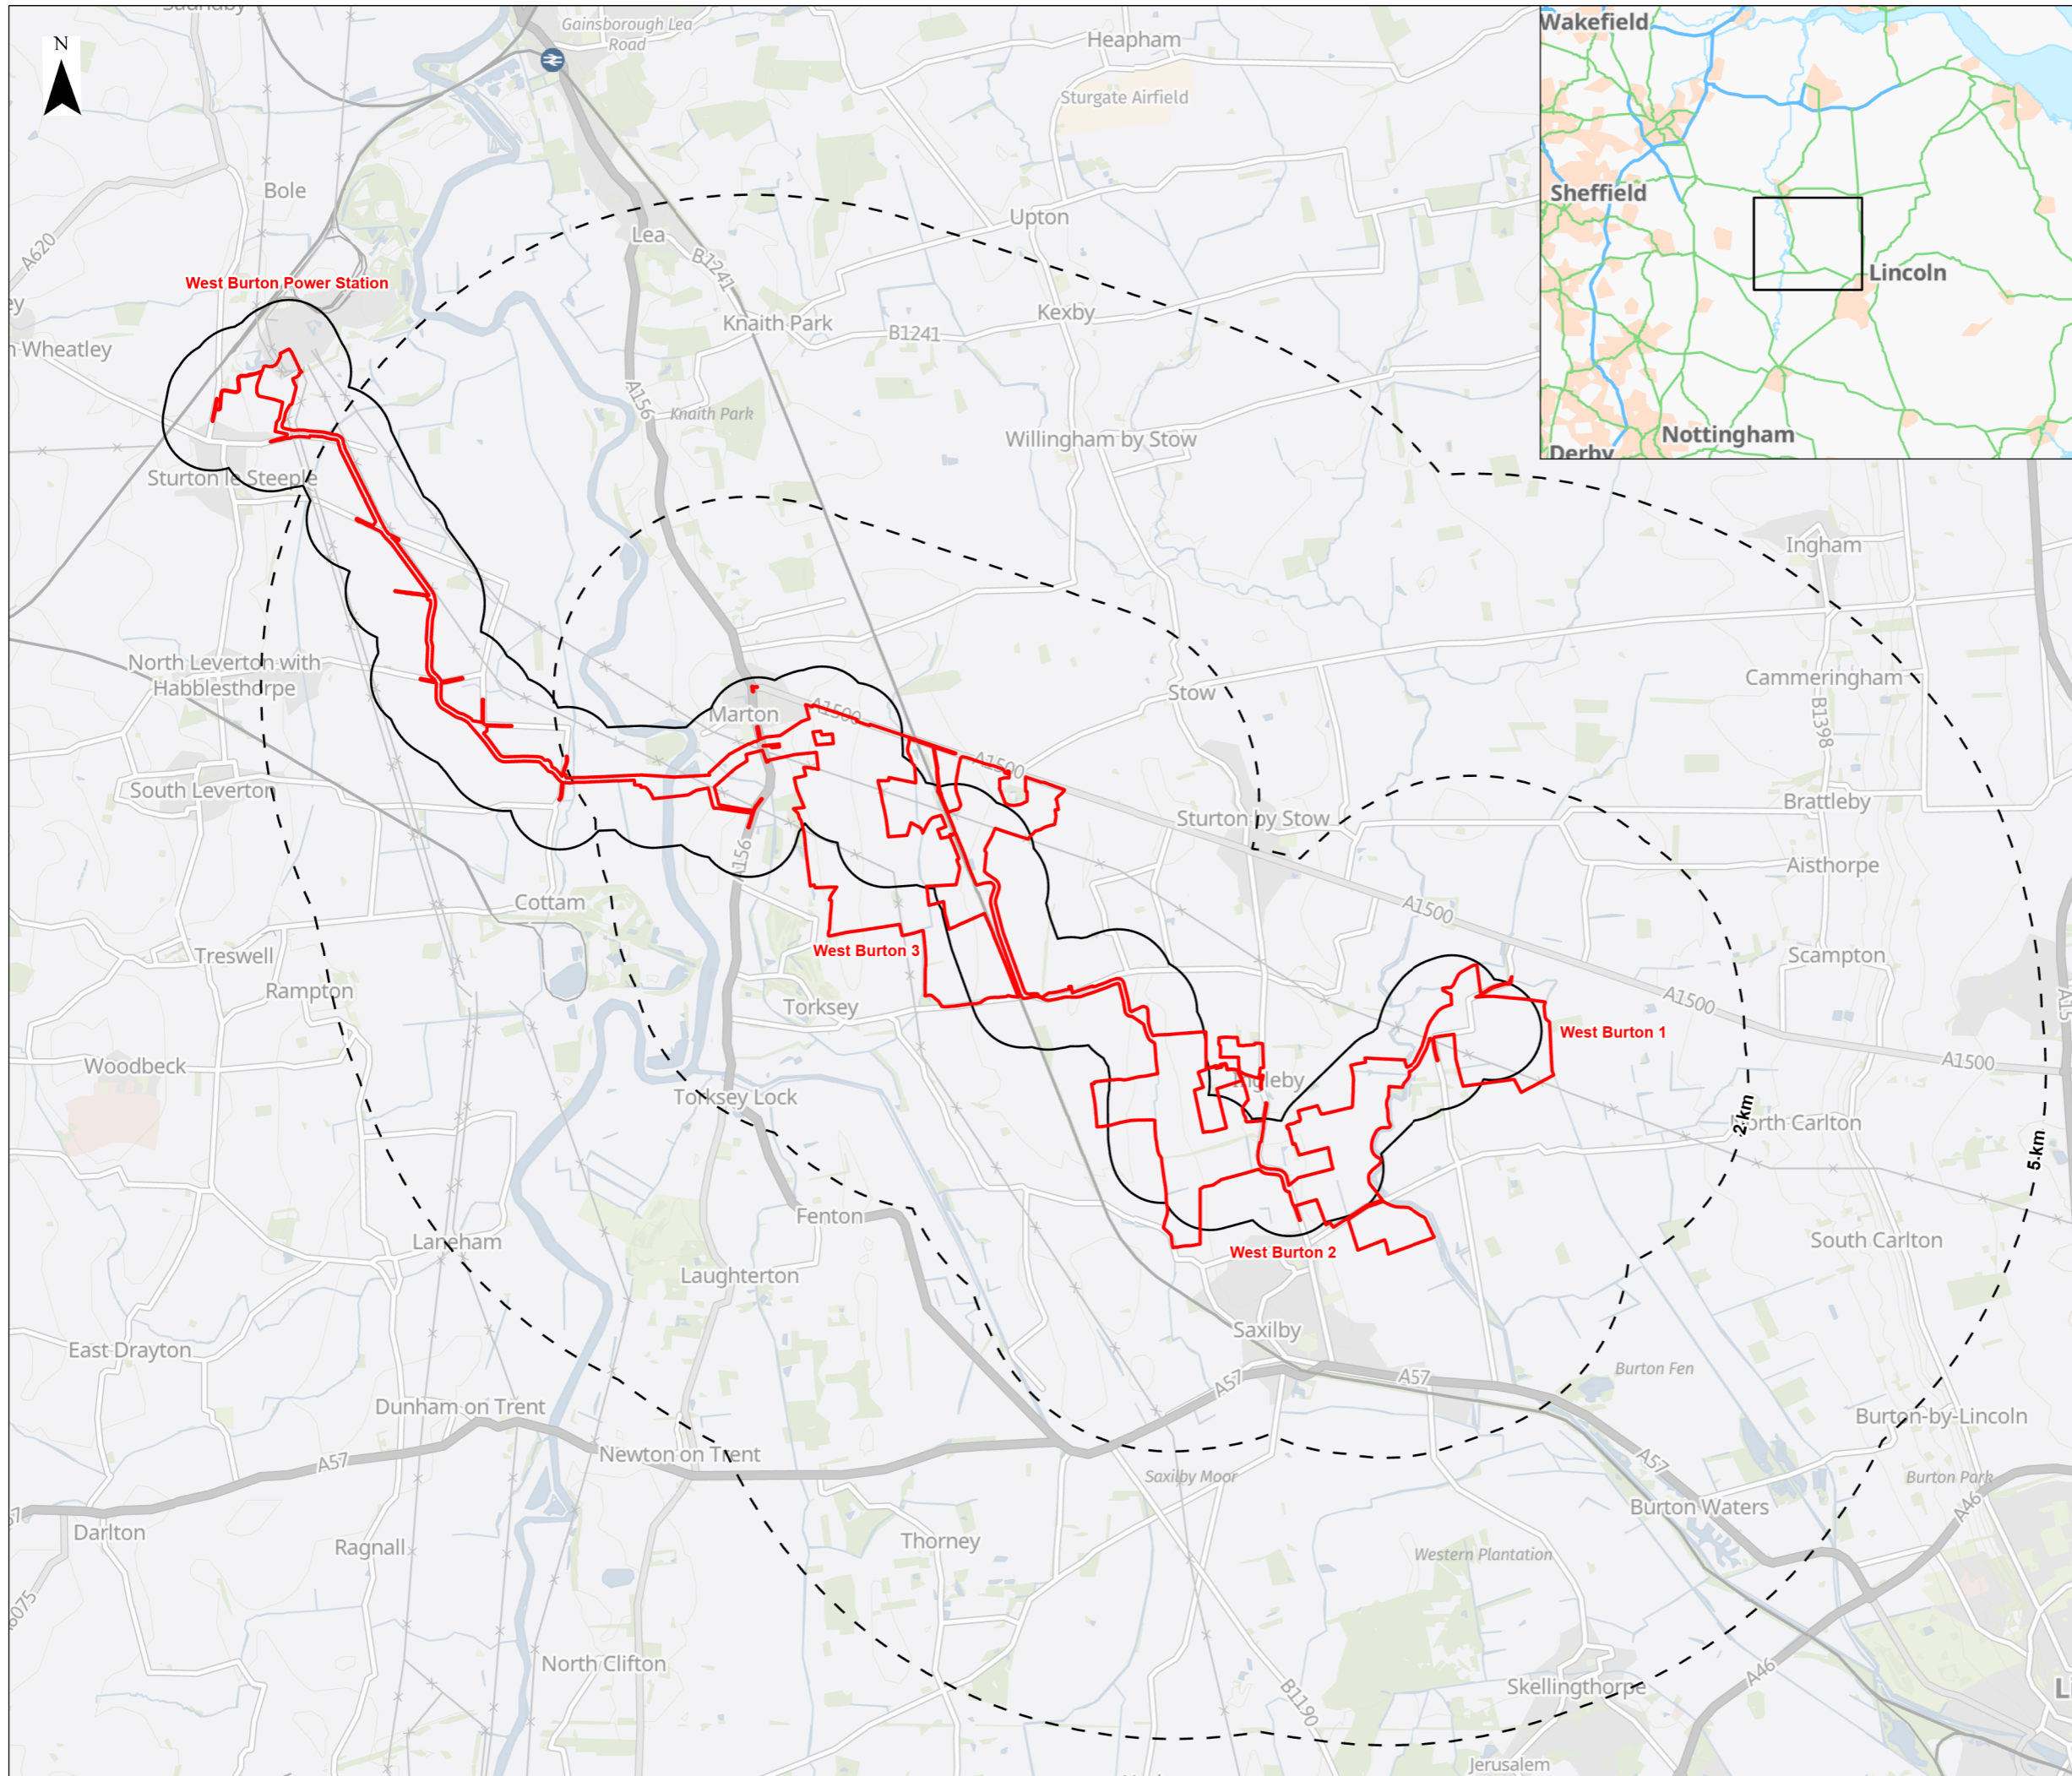 Gainsborough Lea
Road
Heapham
Wakefield
N
Sturgate Airfield
Sheffield
Bole
Upton
Lea
A620
B1241
Lincoln
West Burton Power Station
Kexby
Knaith Park
B1241
n Wheatley
A156
Knaith Park
Nottingham
Derby
Willingham by Stow
Sturton le Steeple
Ingham
North Leverton with
Habblesthorpe
Stow
Cammeringham
Marton
A1500
B1398
A1500
South Leverton
Sturton by Stow
Brattleby
A156
Aisthorpe
Cottam
A1500
West Burton 3
Treswell
Scampton
Rampton
Torksey
A1500
A15
West Burton 1
Woodbeck
A1500
Ingleby
Torksey Lock
2 km
North Carlton
5 km
Fenton
Laneham
West Burton 2
South Carlton
Laughterton
Saxilby
East Drayton
Burton Fen
A57
A57
Dunham on Trent
Burton-by-Lincoln
Newton on Trent
A57
A57
Saxilby Moor
Burton Park
Burton Waters
A46
Darlton
Thorney
Ragnall
Western Plantation
North Clifton
A46
Skellingthorpe
B1190
Jerusalem